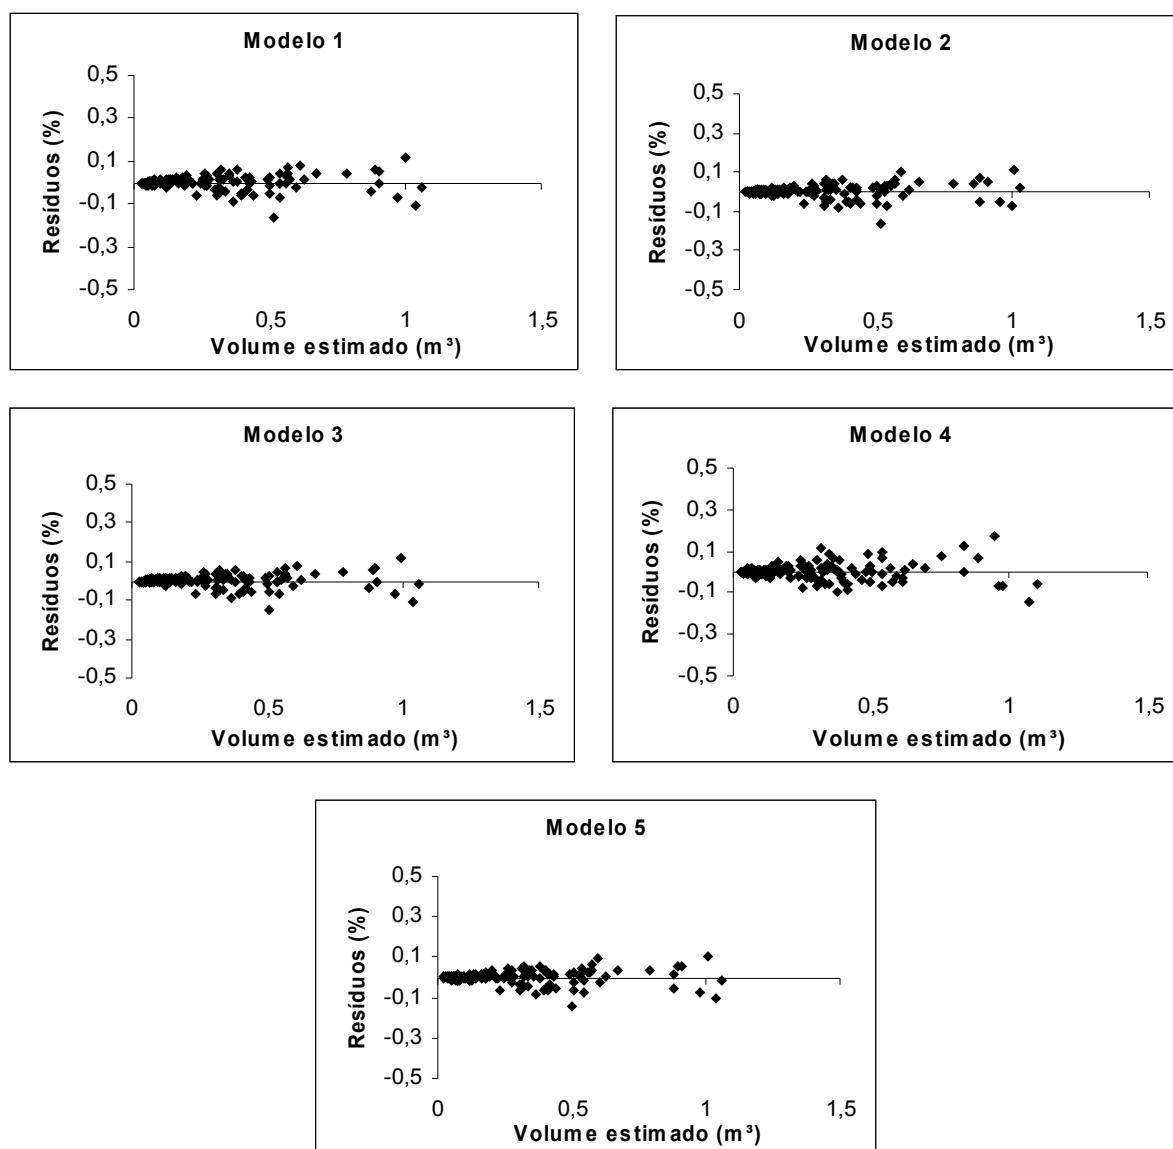 Modelo 1
0,5
0,3
0,1
-0,1
-0,3
-0,5
Resíduos (%)
0 0,5 1 1,5
Volume estimado (m³)
Modelo 2
0,5
0,3
0,1
-0,1
-0,3
-0,5
Resíduos (%)
0 0,5 1 1,5
Volume estimado (m³)
Modelo 3
0,5
0,3
0,1
-0,1
-0,3
-0,5
Resíduos (%)
0 0,5 1 1,5
Volume estimado (m³)
Modelo 4
0,5
0,3
0,1
-0,1
-0,3
-0,5
Resíduos (%)
0 0,5 1 1,5
Volume estimado (m³)
Modelo 5
0,5
0,3
0,1
-0,1
-0,3
-0,5
Resíduos (%)
0 0,5 1 1,5
Volume estimado (m³)